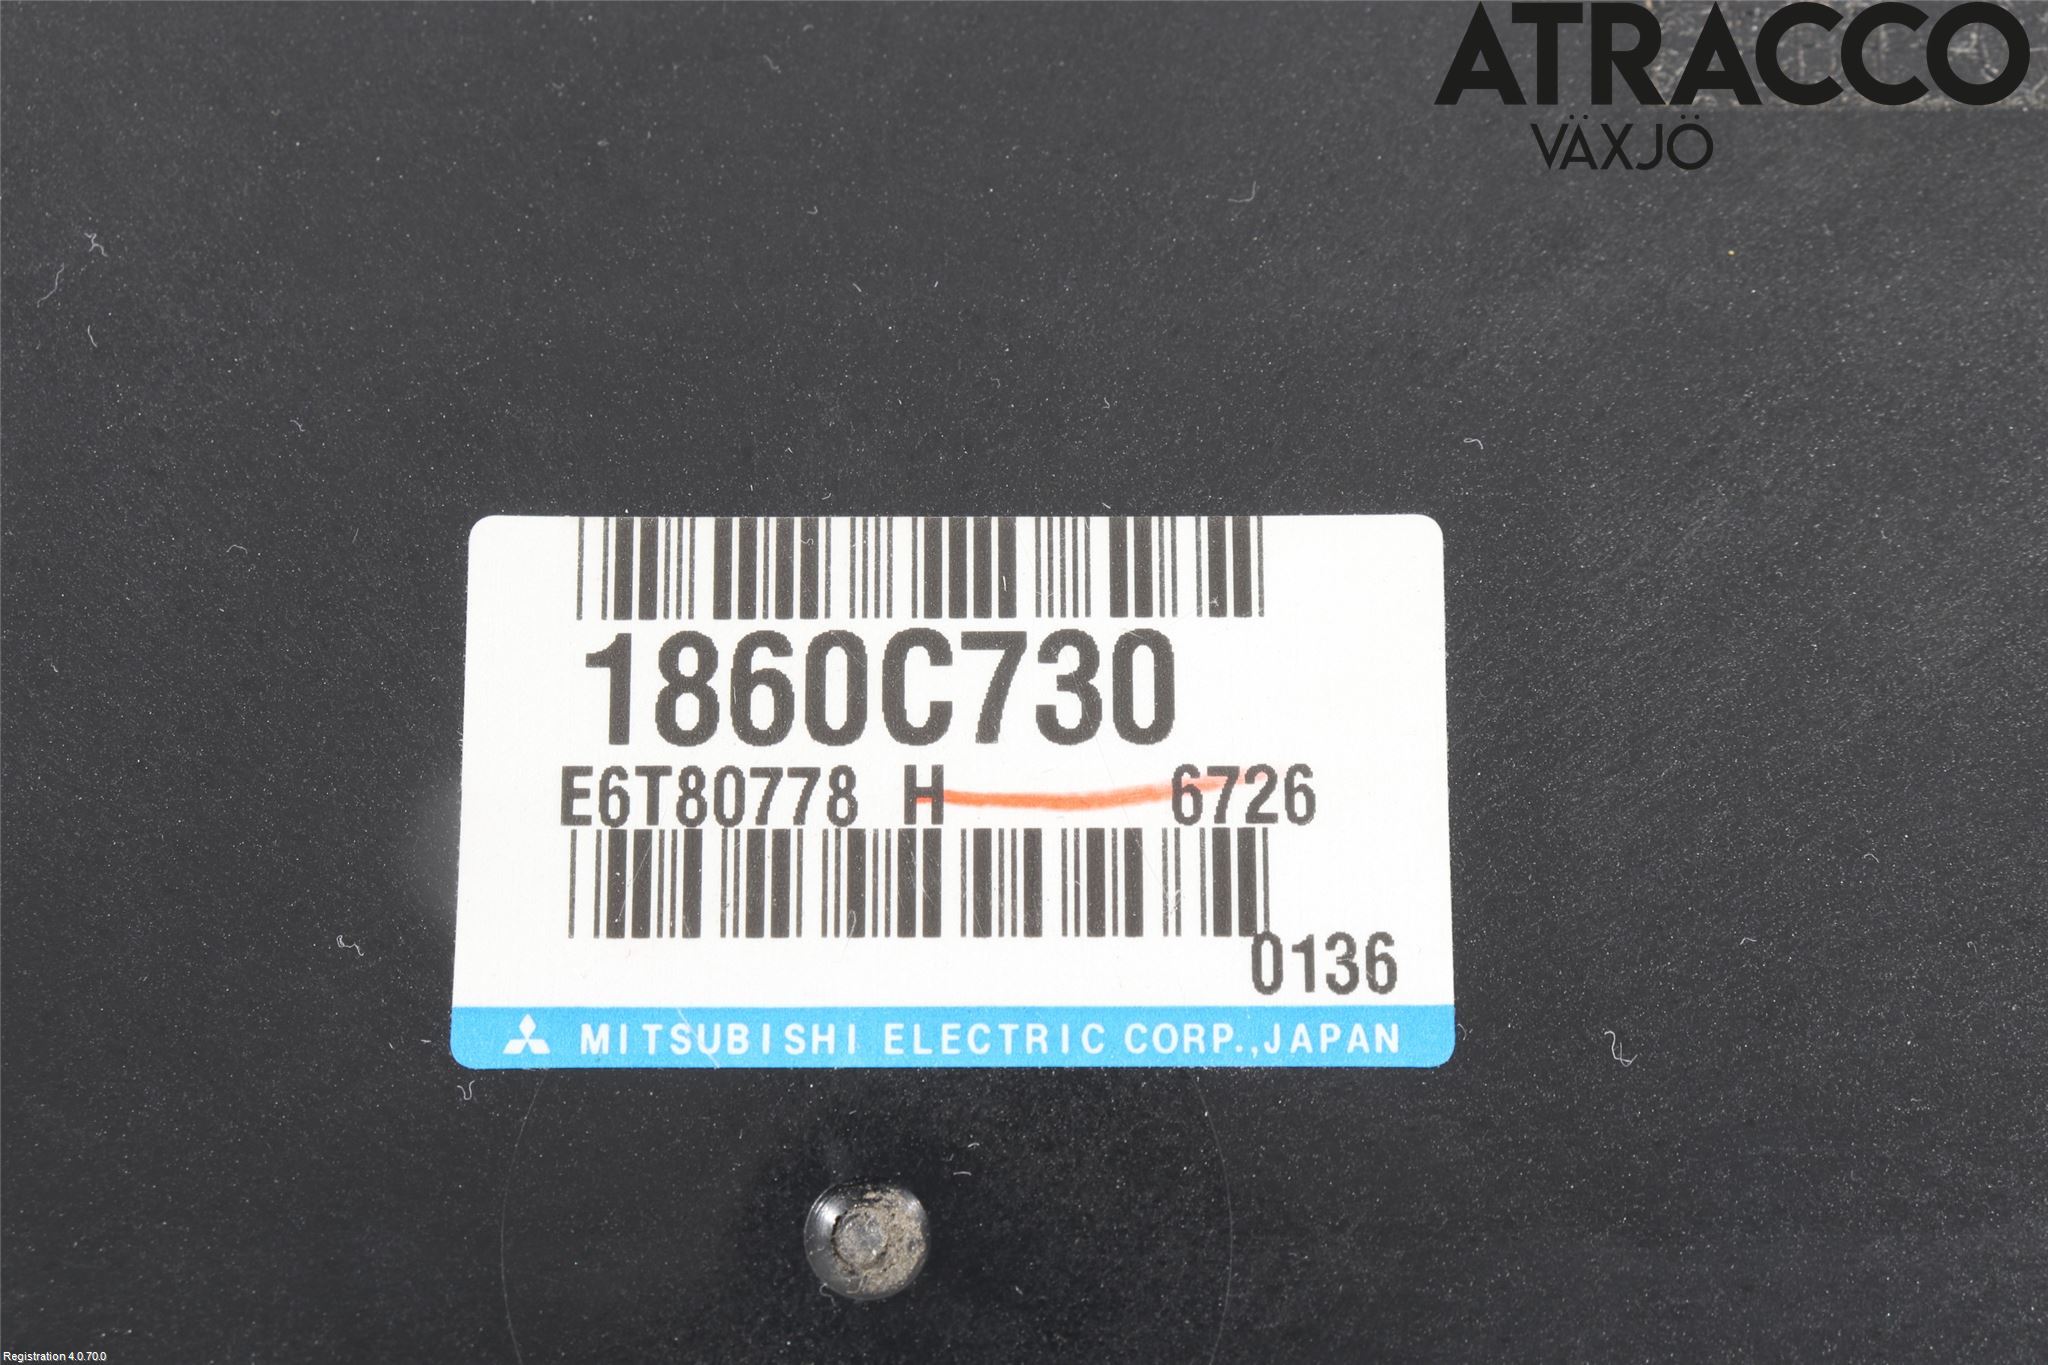 ATRACCO
VÄXJÖ
1860C730
E6T80778 H 6726
0136
MITSUBISHI ELECTRIC CORP.,JAPAN
Registration 4.0.70.0